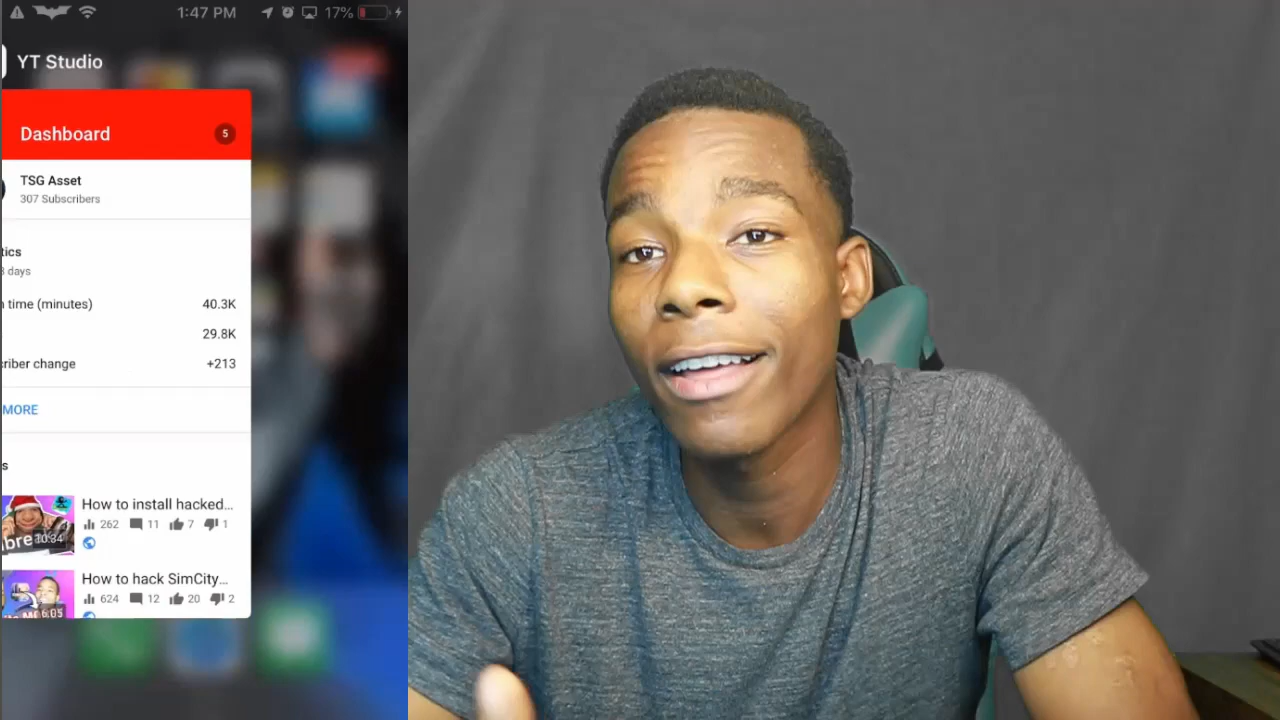 1:47 PM 17%
YT Studio
Dashboard 5
TSG Asset
307 Subscribers
tics
days
time (minutes) 40.3K
29.8K
criber change +213
MORE
s
How to install hacked…
262 11 7 1
10:34
How to hack SimCity…
624 12 20 2
6:05